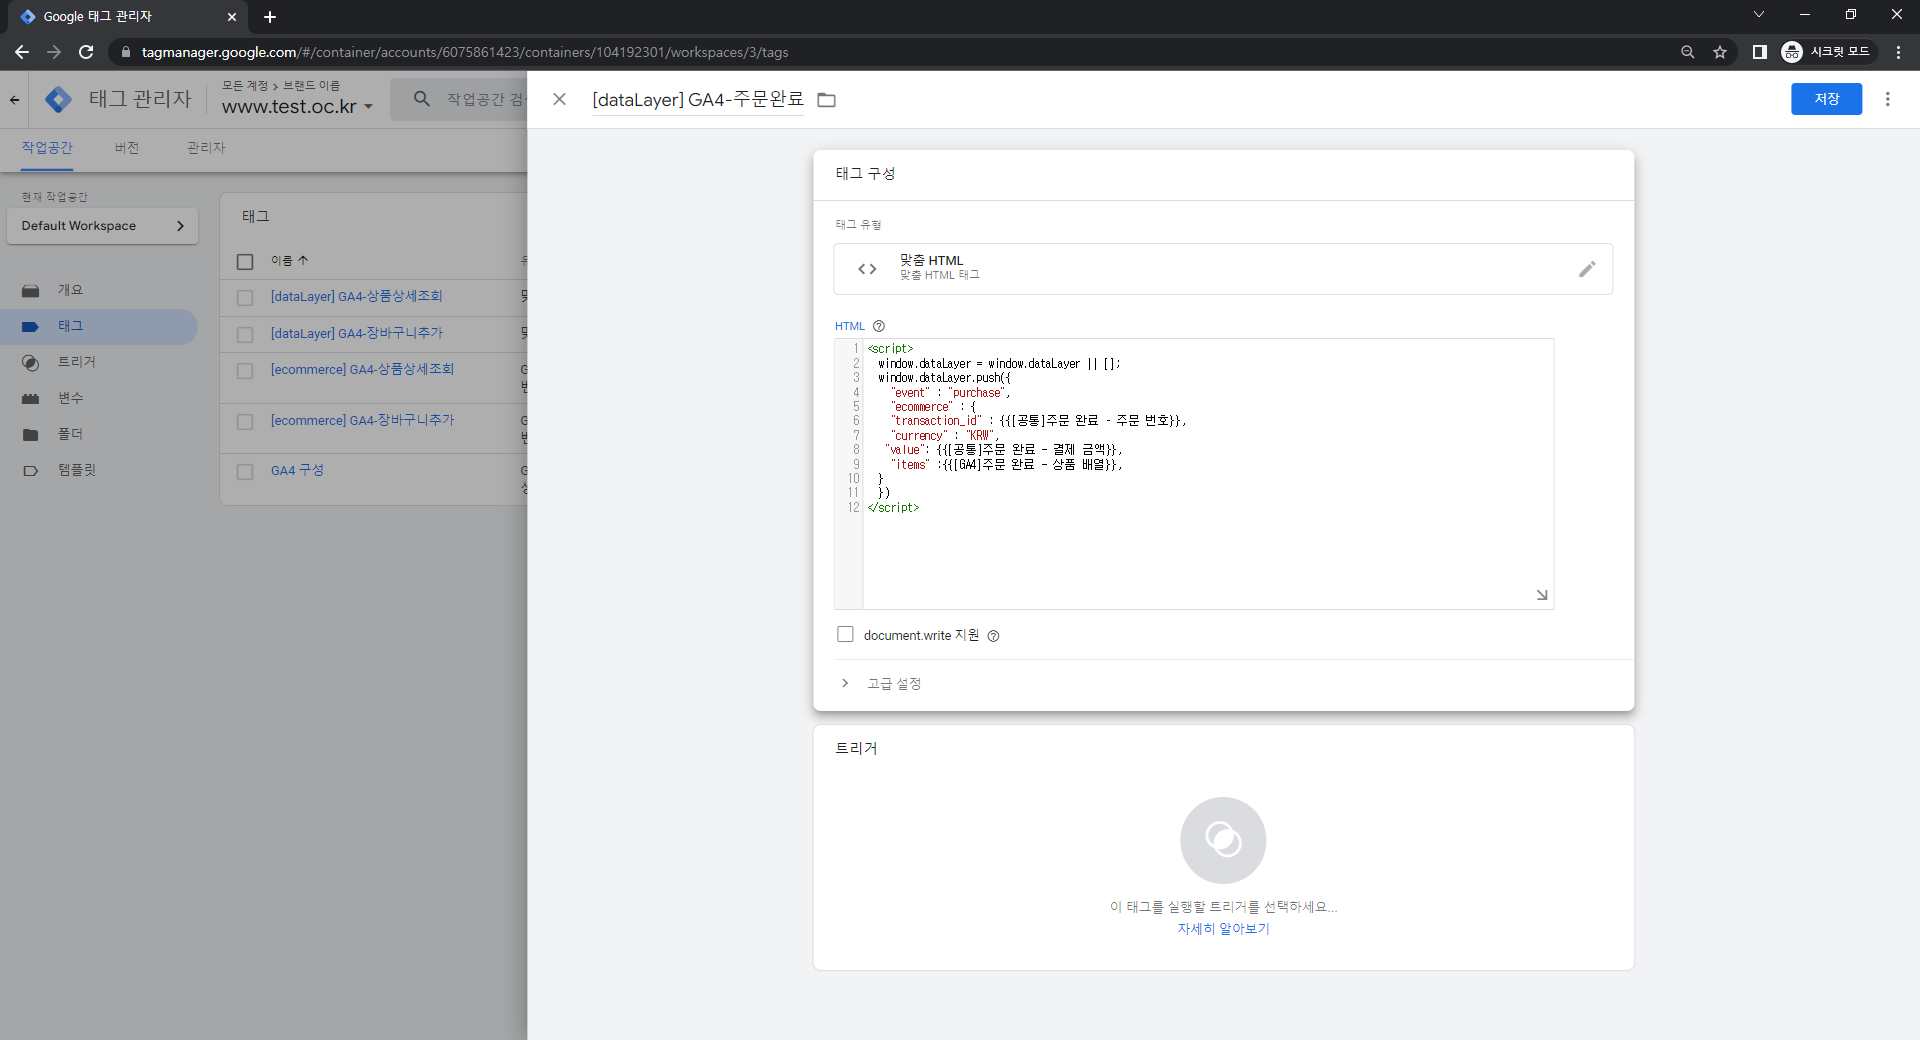 Google 태그 관리자
tagmanager.google.com/#/container/accounts/6075861423/containers/104192301/workspaces/3/tags
시크릿 모드
태그 관리자
모든 계정 > 브랜드 이름
www.test.oc.kr
작업공간 검
[dataLayer] GA4-주문완료
저장
작업공간
버전
관리자
현재 작업공간
Default Workspace
개요
태그
트리거
변수
폴더
템플릿
태그
이름
[dataLayer] GA4-상품상세조회
[dataLayer] GA4-장바구니추가
[ecommerce] GA4-상품상세조회
[ecommerce] GA4-장바구니추가
GA4 구성
태그 구성
태그 유형
맞춤 HTML
맞춤 HTML 태그
HTML
1 <script>
2 window.dataLayer = window.dataLayer || [];
3 window.dataLayer.push({
4 "event" : "purchase",
5 "ecommerce" : {
6 "transaction_id" : {{[공통]주문 완료 - 주문 번호}},
7 "currency" : "KRW",
8 "value": {{[공통]주문 완료 - 결제 금액}},
9 "items" :{{[GA4]주문 완료 - 상품 배열}},
10 }
11 })
12 </script>
document.write 지원
고급 설정
트리거
이 태그를 실행할 트리거를 선택하세요...
자세히 알아보기